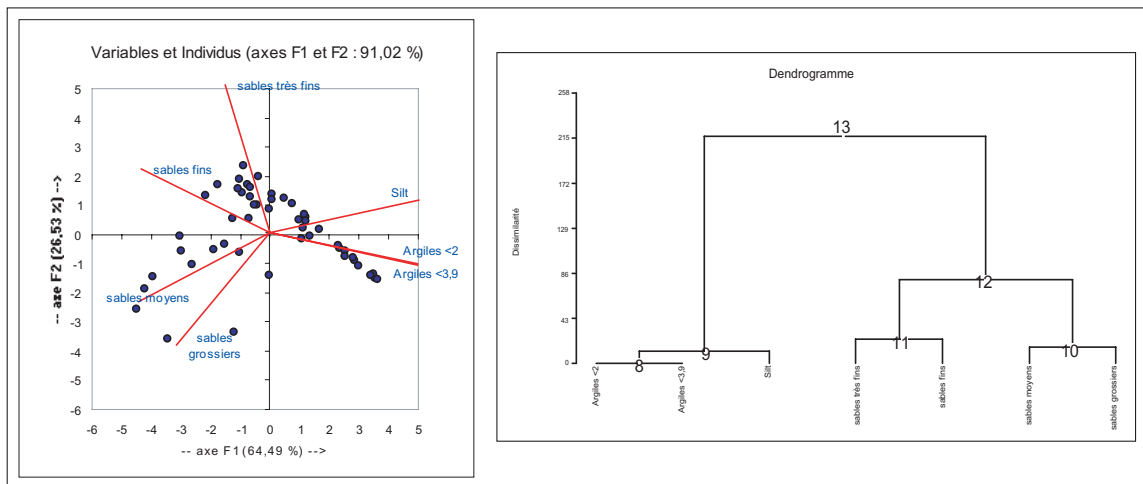 Variables et Individus (axes F1 et F2 : 91,02 %)
sables très fins
5
4
3
2
1
0
-1
-2
-3
-4
-5
-6
sables fins
Silt
Argiles <2
Argiles <3,9
sables moyens
sables
grossiers
-- axe F2 (26,53 %) -->
-6 -5 -4 -3 -2 -1 0 1 2 3 4 5
-- axe F1 (64,49 %) -->
Dendrogramme
Dissimilarité
258
215
172
129
86
43
0
13
12
11
10
9
8
Argiles <2
Argiles <3,9
Silt
sables très fins
sables fins
sables moyens
sables grossiers